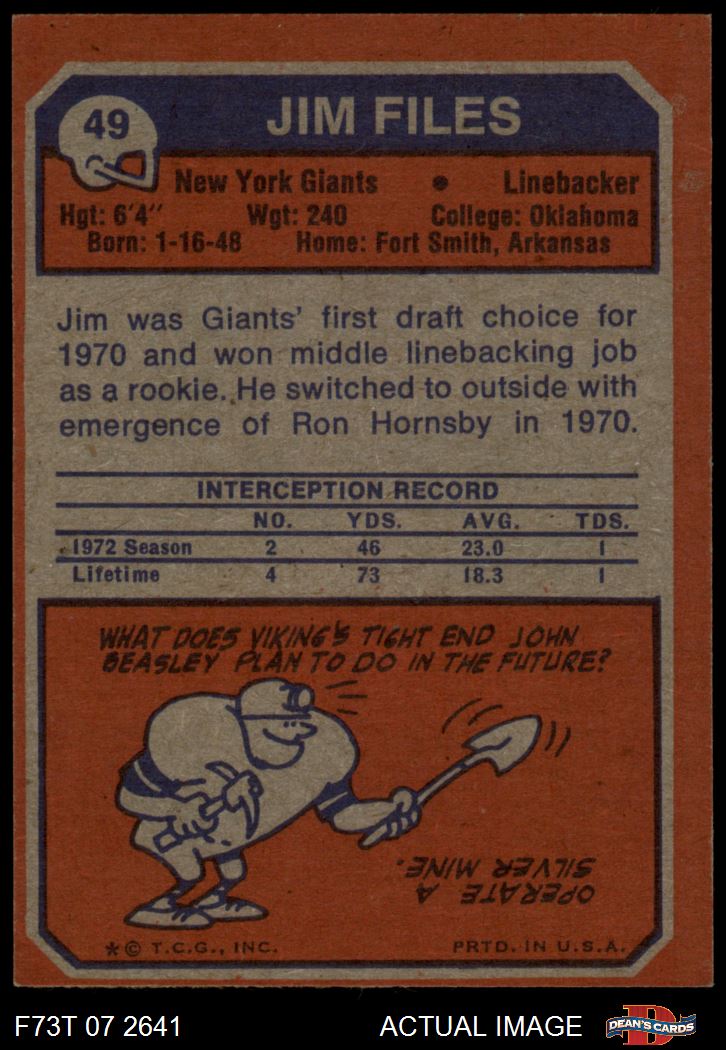 49
JIM FILES
New York Giants • Linebacker
Hgt: 6'4" Wgt: 240 College: Oklahoma
Born: 1-16-48 Home: Fort Smith, Arkansas
Jim was Giants' first draft choice for
1970 and won middle linebacking job
as a rookie. He switched to outside with
emergence of Ron Hornsby in 1970.
INTERCEPTION RECORD
NO. YDS. AVG. TDS.
1972 Season 2 46 23.0 1
Lifetime 4 73 18.3 1
WHAT DOES VIKING'S TIGHT END JOHN
BEASLEY PLAN TO DO IN THE FUTURE?
OPERATE A
SILVER MINE.
*© T.C.G., INC. PRTD. IN U.S.A.
F73T 07 2641 ACTUAL IMAGE DEAN'S CARDS